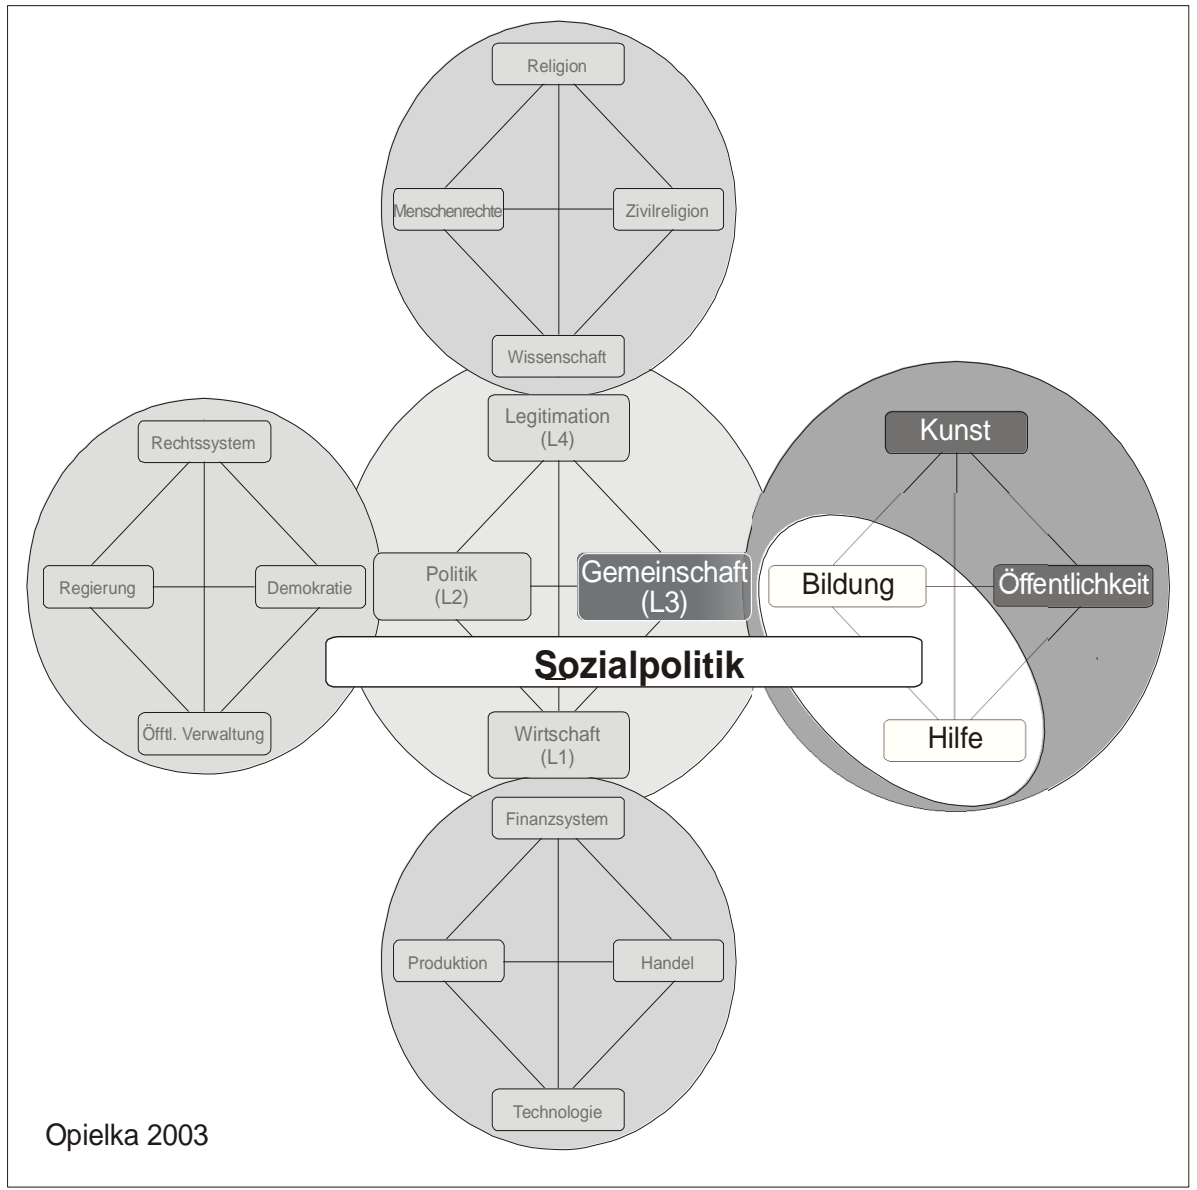 Religion
Menschenrechte
Zivilreligion
Wissenschaft
Legitimation
(L4)
Kunst
Rechtssystem
Politik
(L2)
Gemeinschaft
(L3)
Regierung
Demokratie
Bildung
Öffentlichkeit
Sozialpolitik
Öfftl. Verwaltung
Wirtschaft
(L1)
Hilfe
Finanzsystem
Produktion
Handel
Technologie
Opielka 2003